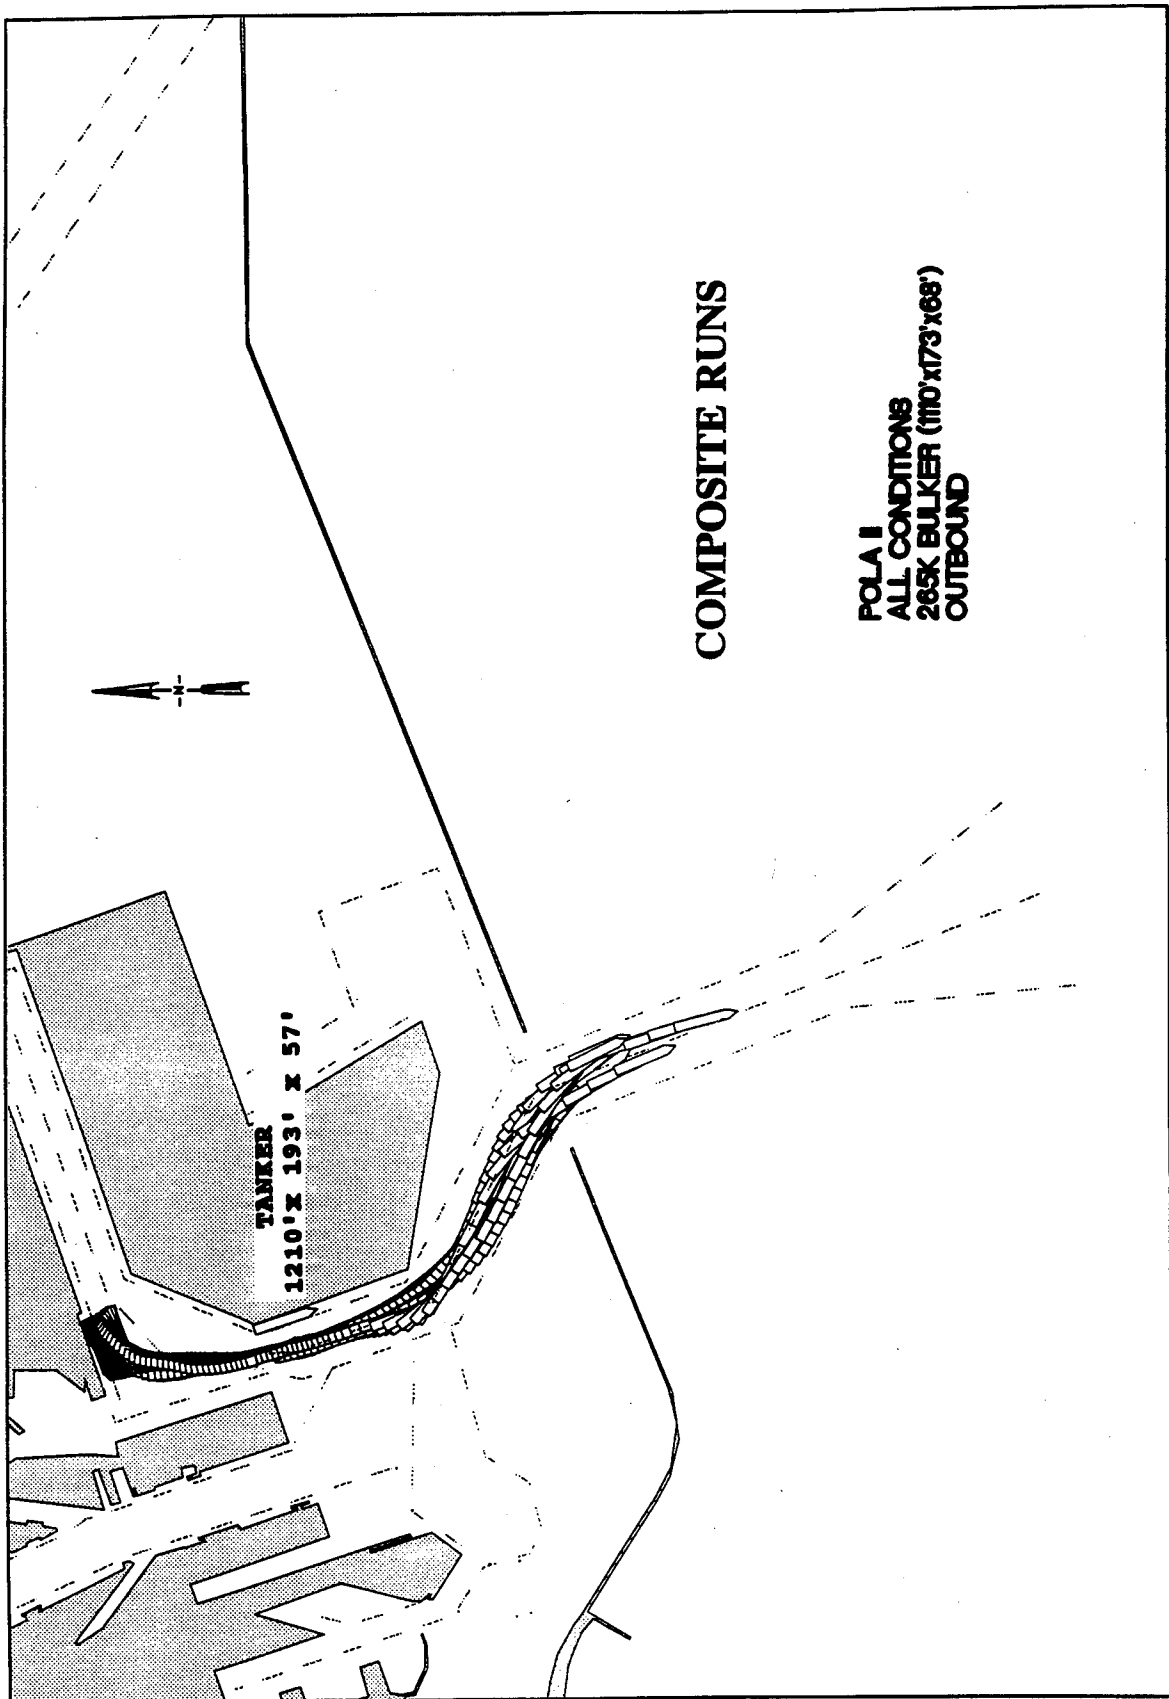 -N-
TANKER
1210'x 193' x 57'
COMPOSITE RUNS
POLA II
ALL CONDITIONS
265K BULKER (1110'x173'x68')
OUTBOUND